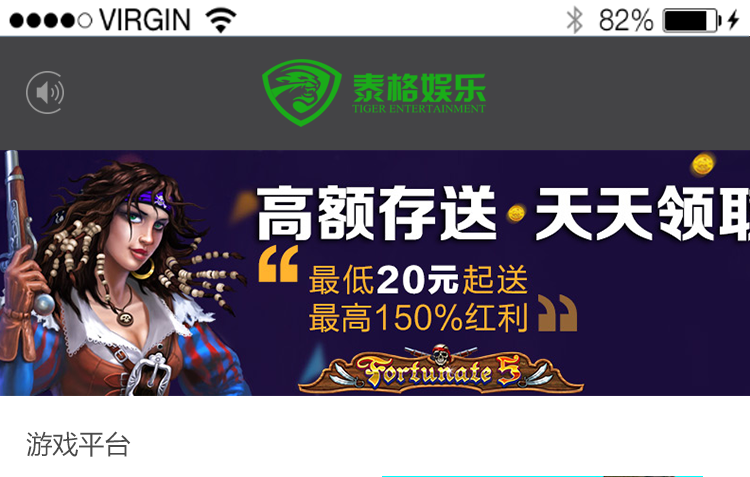 VIRGIN 82%
泰格娱乐
TIGER ENTERTAINMENT
高额存送·天天领取
最低20元起送
最高150%红利
Fortunate 5
游戏平台